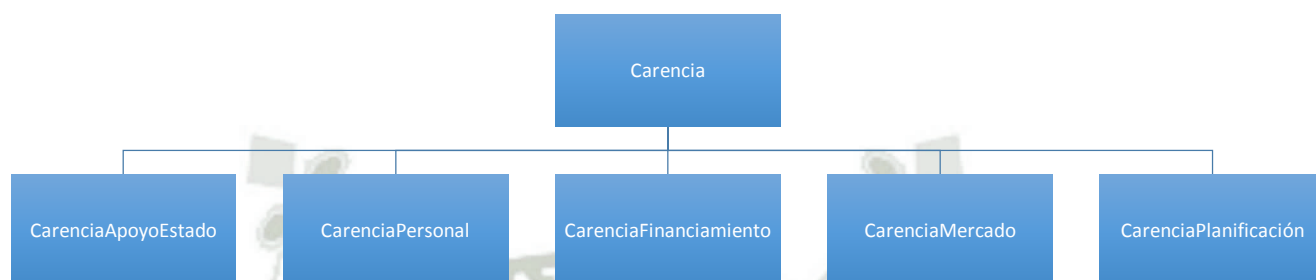 Carencia
CarenciaApoyoEstado
CarenciaPersonal
CarenciaFinanciamiento
CarenciaMercado
CarenciaPlanificación